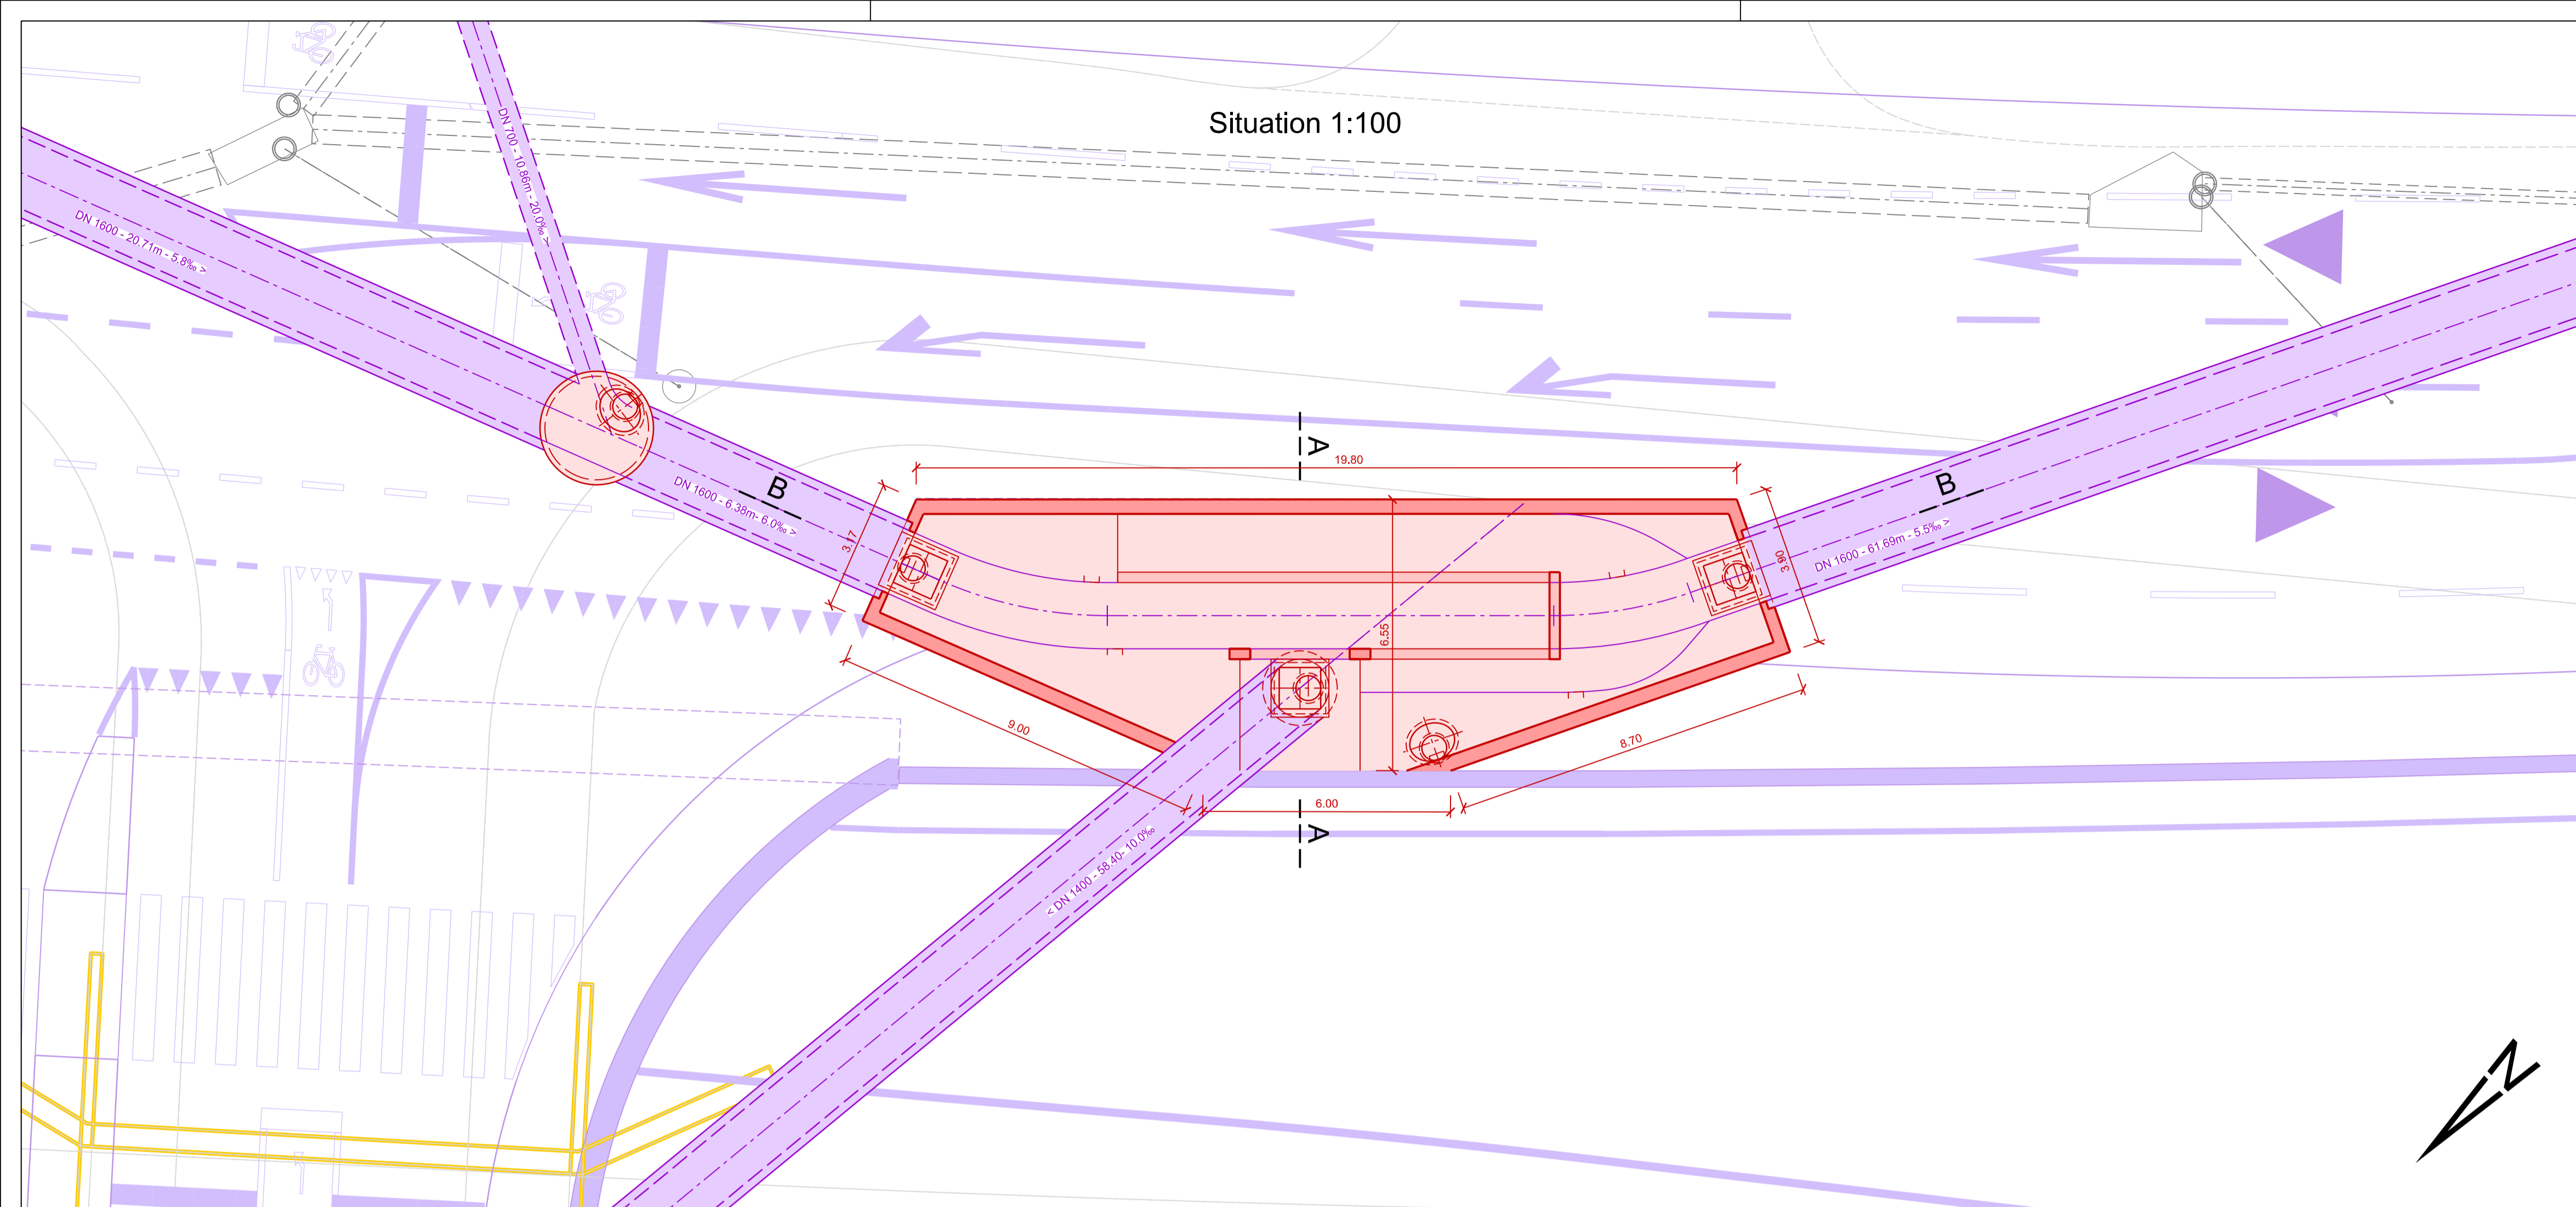 Situation 1:100
DN 700 - 10.86m - 20.0‰ >
DN 1600 - 20.71m - 5.8‰ >
A
19.80
B
B
DN 1600 - 6.38m- 6.0‰ >
3.17
3.90
DN 1600 - 61.69m - 5.5‰ >
6.55
9.00
8.70
6.00
A
< DN 1400 - 58.40- 10.0‰
N